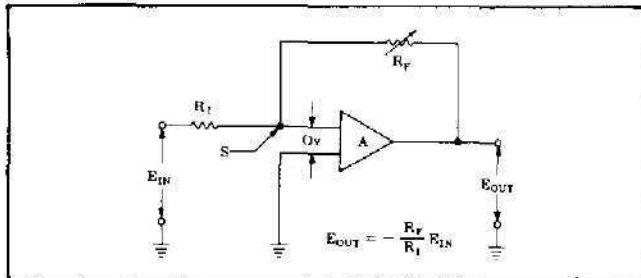 R_F
R_I
S
0v
A
E_IN
E_OUT
E_OUT = - R_F/R_I E_IN